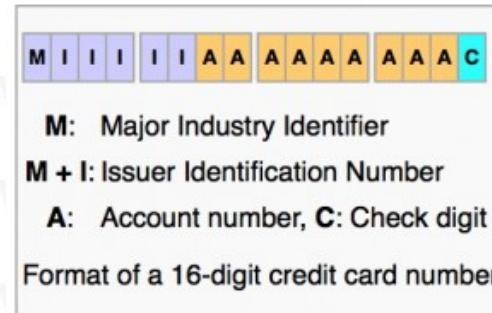 M I I I I I A A A A A A A A A C
M: Major Industry Identifier
M + I: Issuer Identification Number
A: Account number, C: Check digit
Format of a 16-digit credit card number